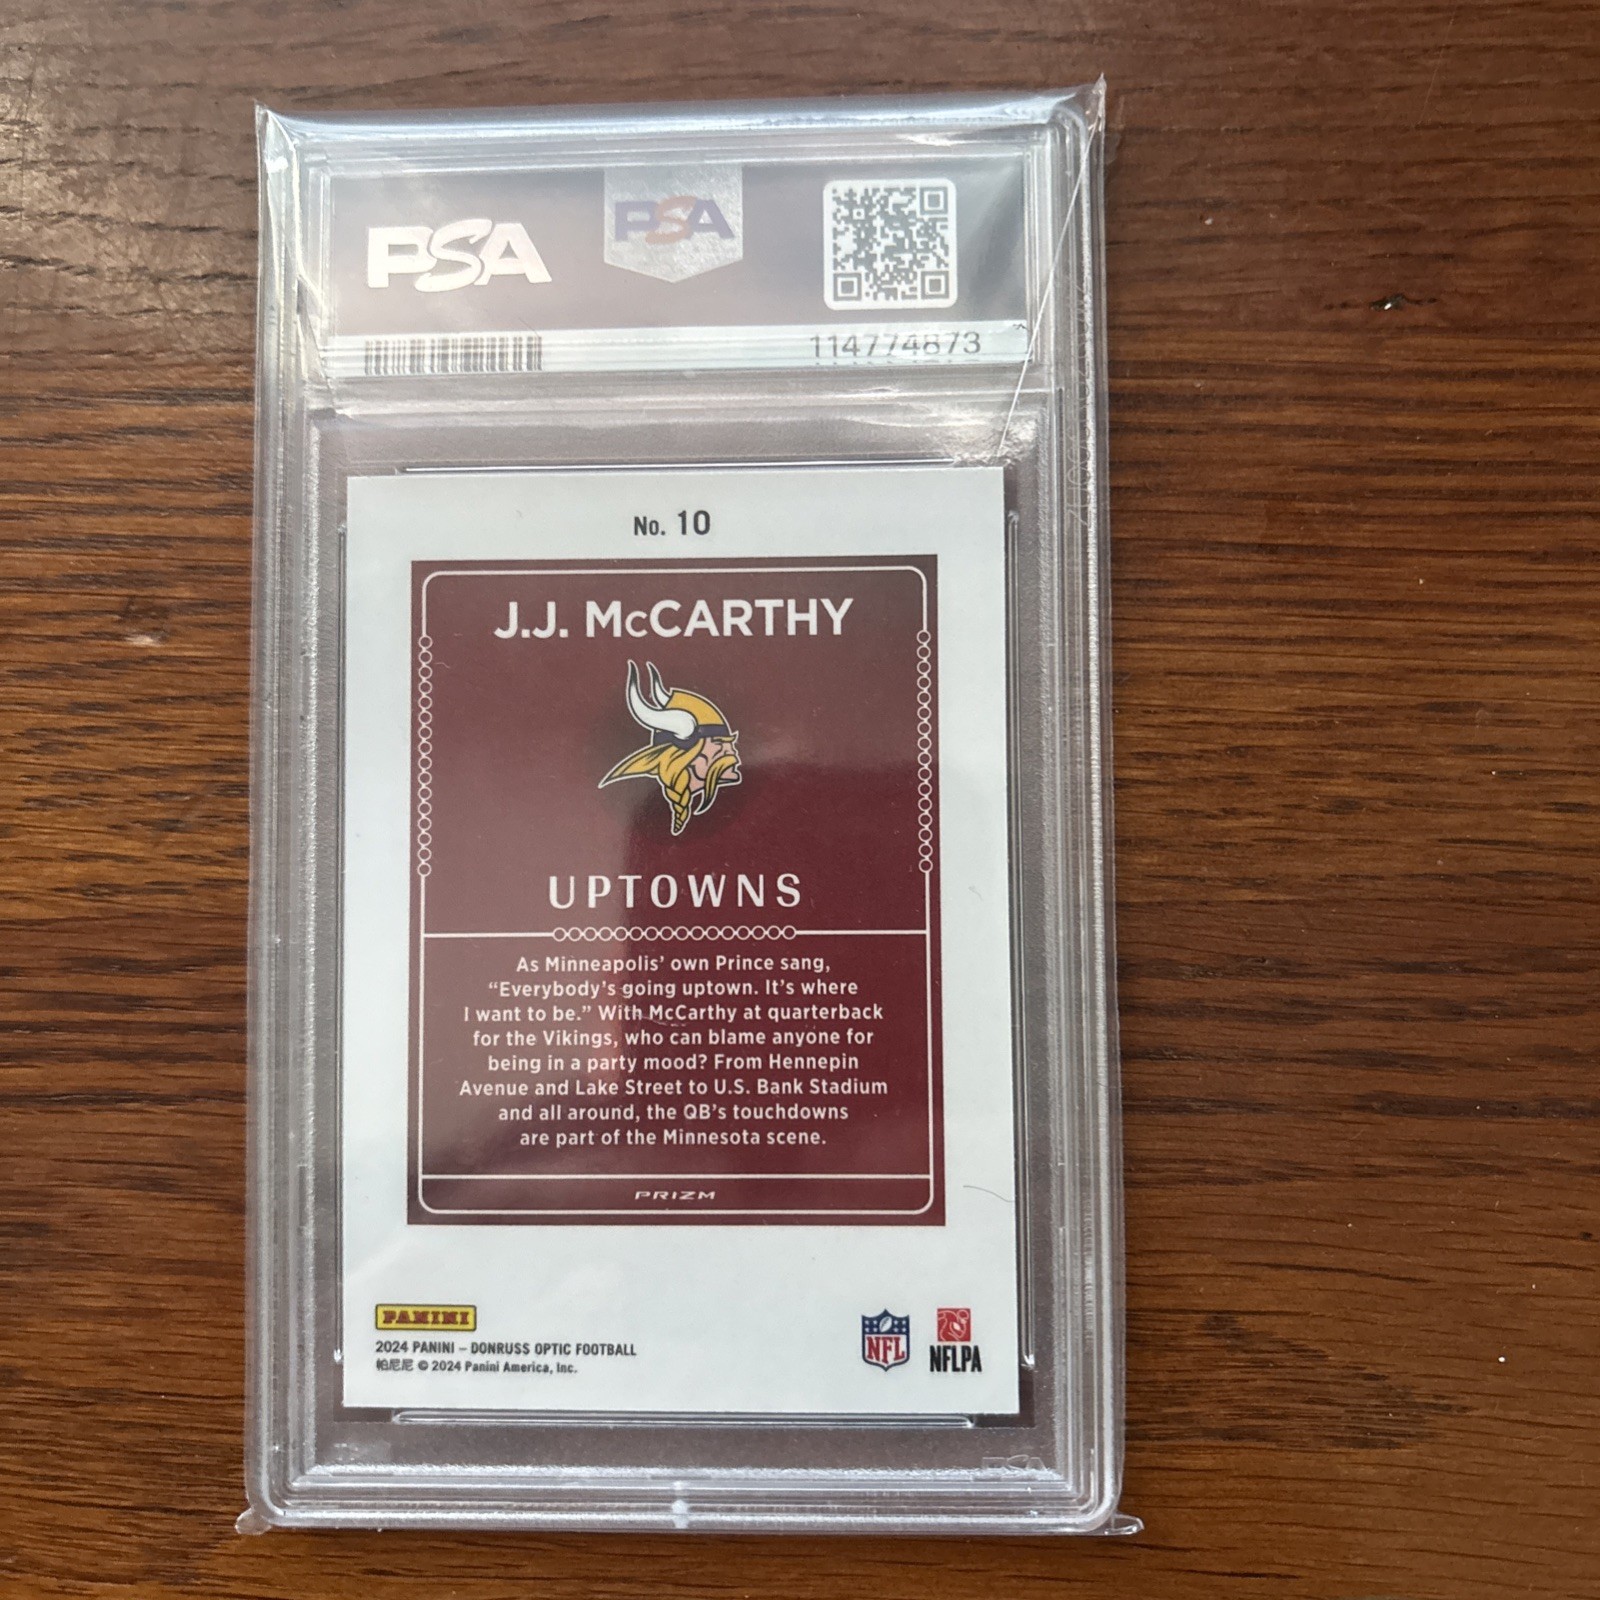 PSA
PSA
114774873
No. 10
J.J. McCARTHY
UPTOWNS
As Minneapolis' own Prince sang,
“Everybody's going uptown. It's where
I want to be.” With McCarthy at quarterback
for the Vikings, who can blame anyone for
being in a party mood? From Hennepin
Avenue and Lake Street to U.S. Bank Stadium
and all around, the QB's touchdowns
are part of the Minnesota scene.
PRIZM
PANINI
2024 PANINI – DONRUSS OPTIC FOOTBALL
帕尼尼 © 2024 Panini America, Inc.
NFL
NFLPA
PSA